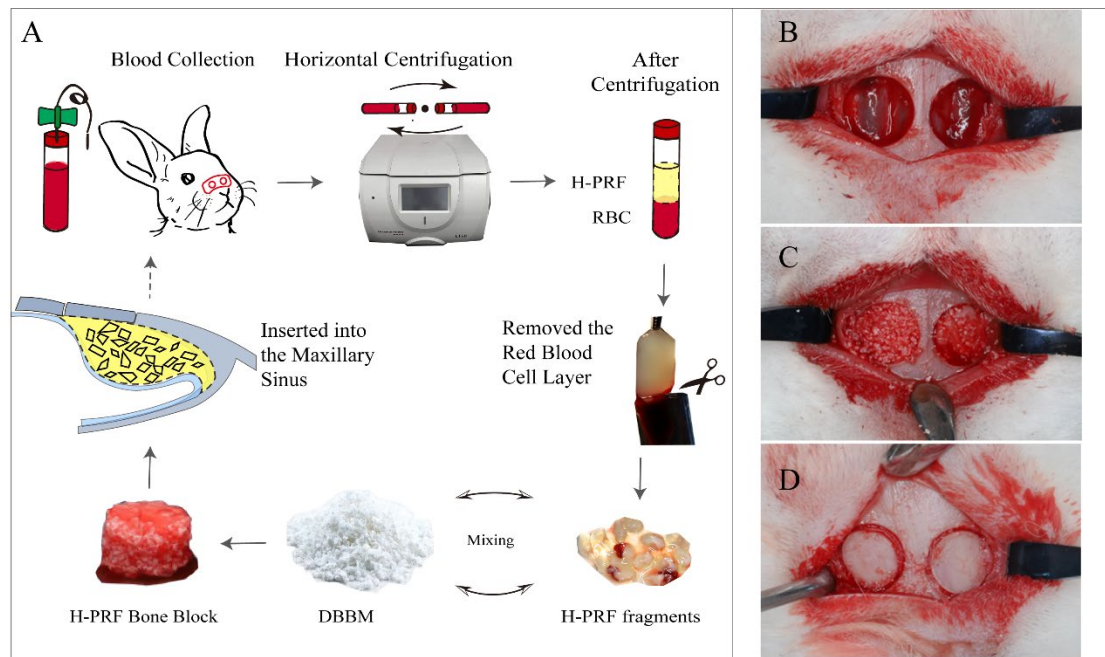 A
Blood Collection
Horizontal Centrifugation
After
Centrifugation
H-PRF
RBC
Inserted into
the Maxillary
Sinus
Removed the
Red Blood
Cell Layer
Mixing
H-PRF Bone Block
DBBM
H-PRF fragments
B
C
D